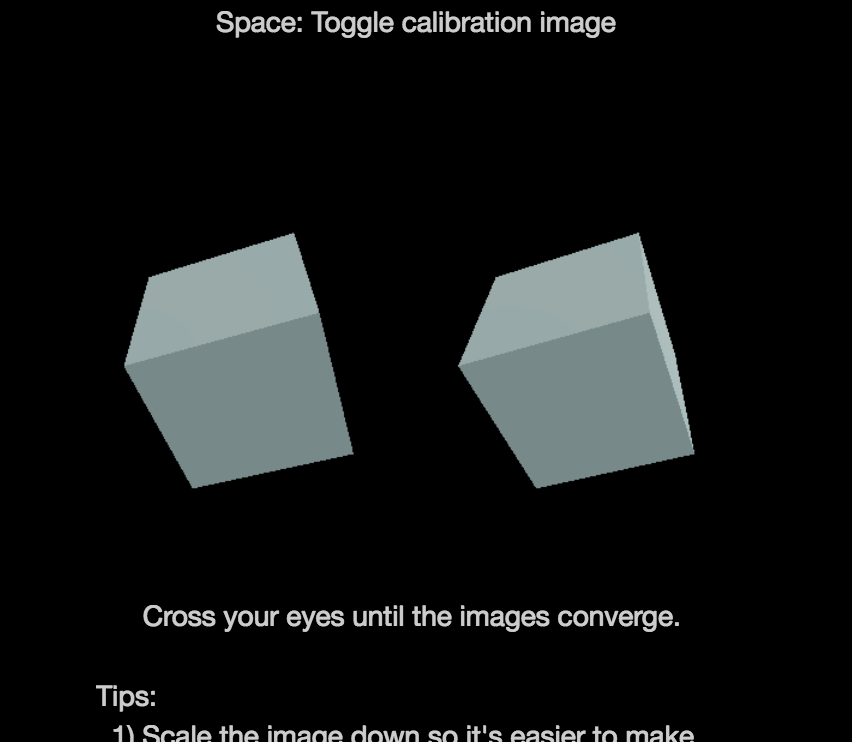 Space: Toggle calibration image
Cross your eyes until the images converge.
Tips:
1) Scale the image down so it's easier to make